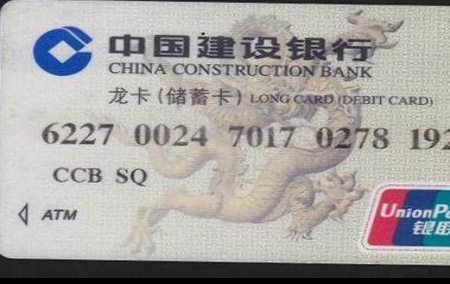 中国建设银行
CHINA CONSTRUCTION BANK
龙卡(储蓄卡) LONG CARD (DEBIT CARD)
6227 0024 7017 0278 192
CCB SQ
ATM
UnionP
银联